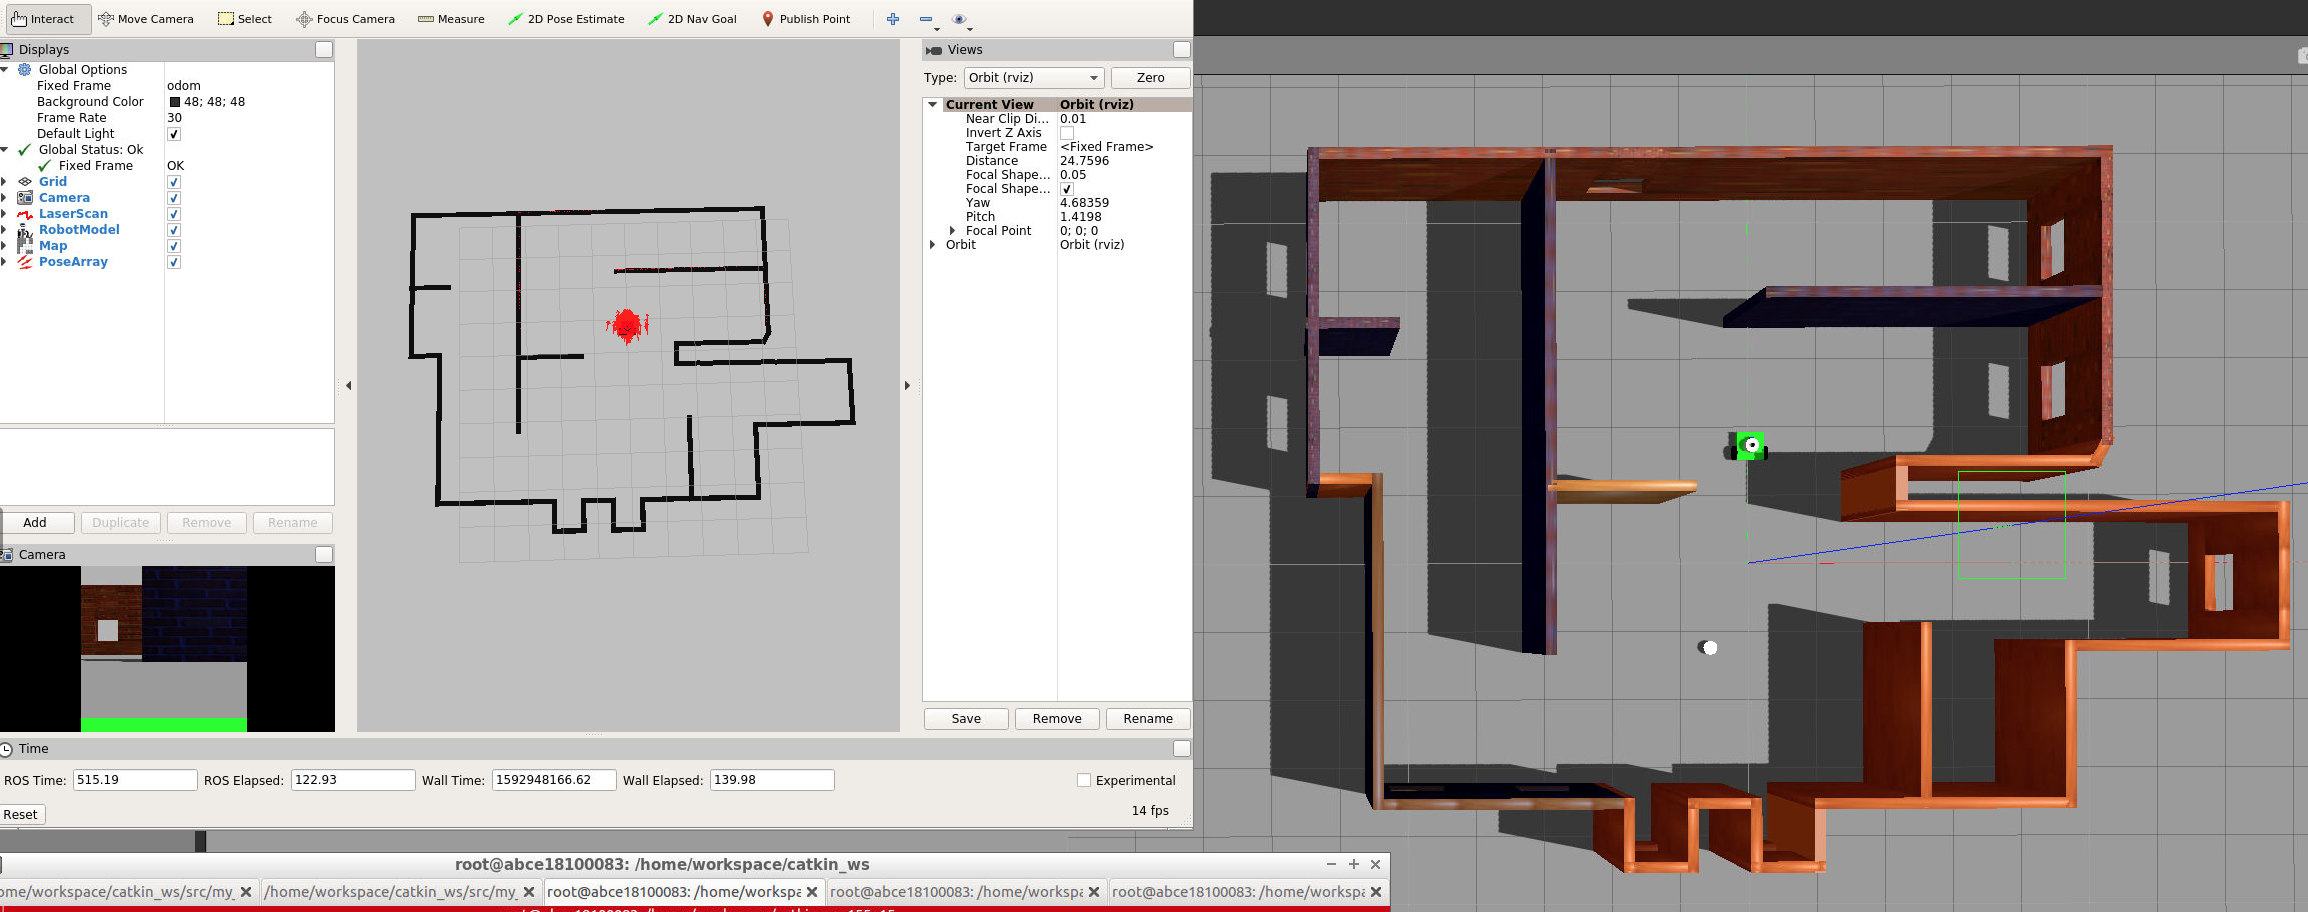 Interact Move Camera Select Focus Camera Measure 2D Pose Estimate 2D Nav Goal Publish Point
Displays
Global Options
Fixed Frame odom
Background Color 48; 48; 48
Frame Rate 30
Default Light
Global Status: Ok
Fixed Frame OK
Grid
Camera
LaserScan
RobotModel
Map
PoseArray
Add Duplicate Remove Rename
Camera
Views
Type: Orbit (rviz) Zero
Current View Orbit (rviz)
Near Clip Di... 0.01
Invert Z Axis
Target Frame <Fixed Frame>
Distance 24.7596
Focal Shape... 0.05
Focal Shape...
Yaw 4.68359
Pitch 1.4198
Focal Point 0; 0; 0
Orbit Orbit (rviz)
Save Remove Rename
Time
ROS Time: 515.19 ROS Elapsed: 122.93 Wall Time: 1592948166.62 Wall Elapsed: 139.98 Experimental
Reset 14 fps
root@abce18100083: /home/workspace/catkin_ws
ome/workspace/catkin_ws/src/my_ /home/workspace/catkin_ws/src/my_ root@abce18100083: /home/workspa root@abce18100083: /home/workspa root@abce18100083: /home/workspa